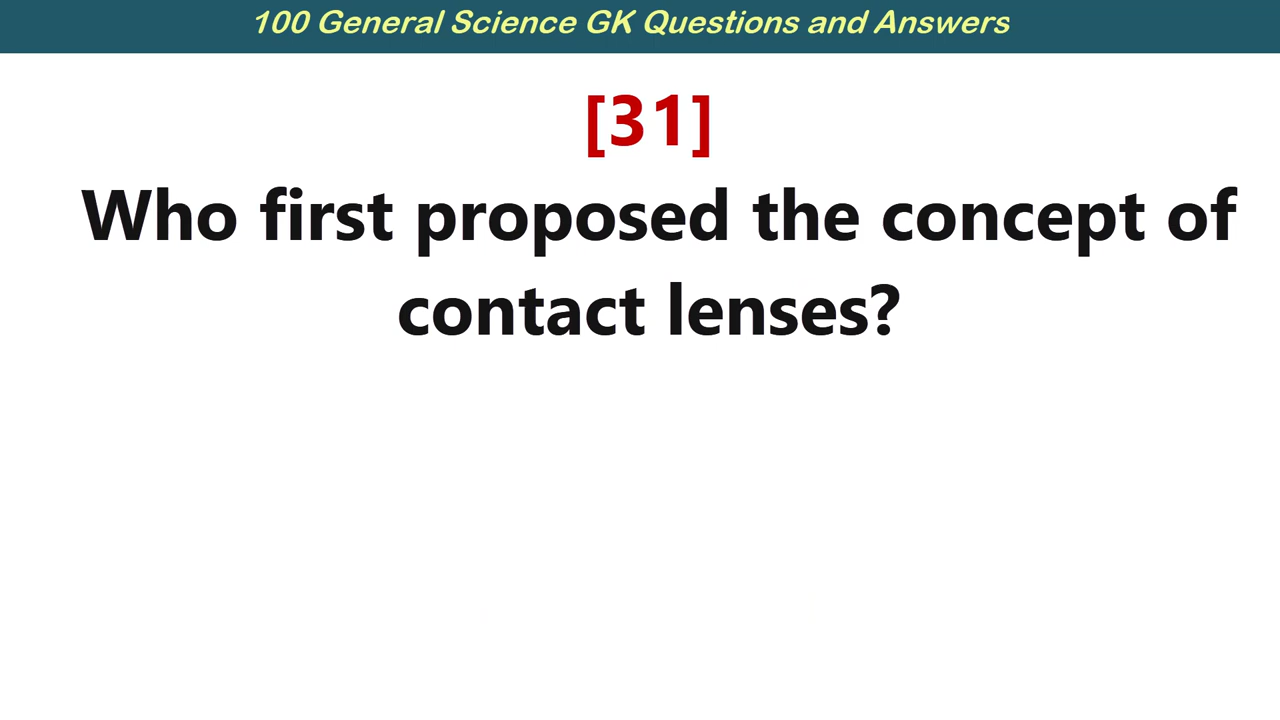 100 General Science GK Questions and Answers
[31]
Who first proposed the concept of
contact lenses?